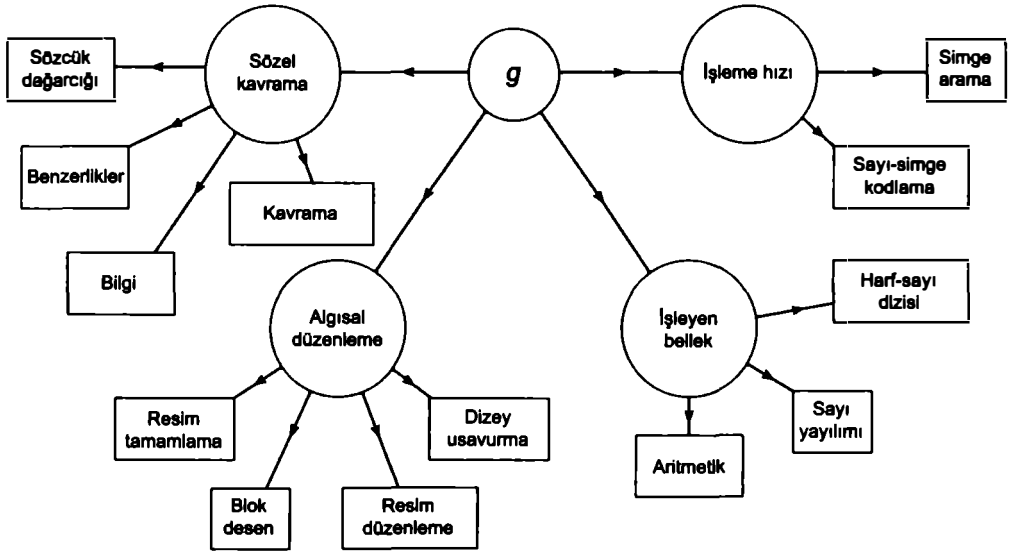 Sözcük
dağarcığı
Sözel
kavrama
g
İşleme hızı
Simge
arama
Benzerlikler
Kavrama
Sayı-simge
kodlama
Bilgi
Algısal
düzenleme
İşleyen
bellek
Harf-sayı
dizisi
Resim
tamamlama
Dizey
usavurma
Sayı
yayılımı
Aritmetik
Blok
desen
Resim
düzenleme